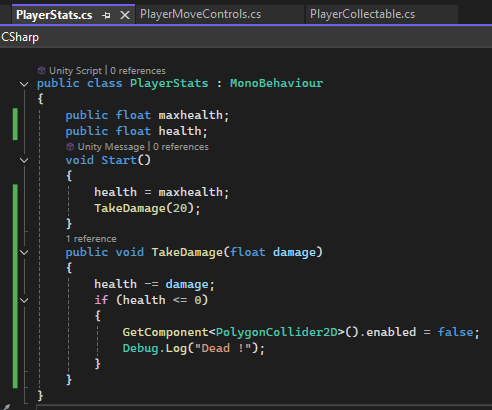 PlayerStats.cs PlayerMoveControls.cs PlayerCollectable.cs
CSharp
Unity Script | 0 references
public class PlayerStats : MonoBehaviour
{
public float maxhealth;
public float health;
Unity Message | 0 references
void Start()
{
health = maxhealth;
TakeDamage(20);
}
1 reference
public void TakeDamage(float damage)
{
health -= damage;
if (health <= 0)
{
GetComponent<PolygonCollider2D>().enabled = false;
Debug.Log("Dead !");
}
}
}